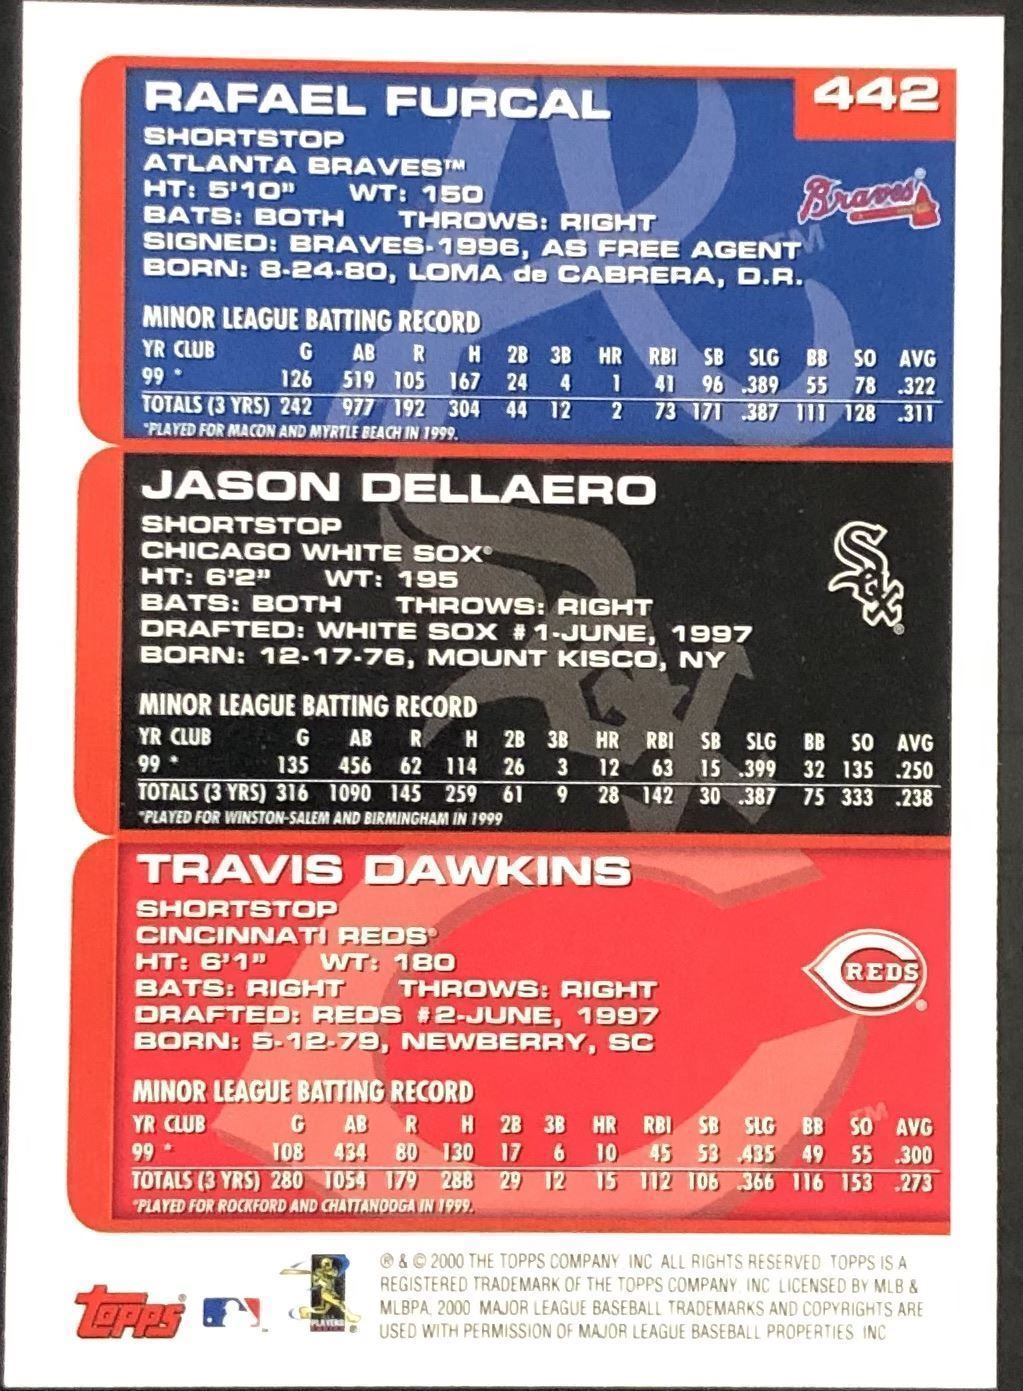 442
RAFAEL FURCAL
SHORTSTOP
ATLANTA BRAVES™
HT: 5'10" WT: 150
BATS: BOTH THROWS: RIGHT
SIGNED: BRAVES-1996, AS FREE AGENT
BORN: 8-24-80, LOMA de CABRERA, D.R.
Braves®
TM
MINOR LEAGUE BATTING RECORD
YR CLUB G AB R H 2B 3B HR RBI SB SLG BB SO AVG
99 * 126 519 105 167 24 4 1 41 96 .389 55 78 .322
TOTALS (3 YRS) 242 977 192 304 44 12 2 73 171 .387 111 128 .311
*PLAYED FOR MACON AND MYRTLE BEACH IN 1999.
JASON DELLAERO
SHORTSTOP
CHICAGO WHITE SOX®
HT: 6'2" WT: 195
BATS: BOTH THROWS: RIGHT
DRAFTED: WHITE SOX #1-JUNE, 1997
BORN: 12-17-76, MOUNT KISCO, NY
Sox®
MINOR LEAGUE BATTING RECORD
YR CLUB G AB R H 2B 3B HR RBI SB SLG BB SO AVG
99 * 135 456 62 114 26 3 12 63 15 .399 32 135 .250
TOTALS (3 YRS) 316 1090 145 259 61 9 28 142 30 .387 75 333 .238
*PLAYED FOR WINSTON-SALEM AND BIRMINGHAM IN 1999
TRAVIS DAWKINS
SHORTSTOP
CINCINNATI REDS®
HT: 6'1" WT: 180
BATS: RIGHT THROWS: RIGHT
DRAFTED: REDS #2-JUNE, 1997
BORN: 5-12-79, NEWBERRY, SC
REDS®
TM
MINOR LEAGUE BATTING RECORD
YR CLUB G AB R H 2B 3B HR RBI SB SLG BB SO AVG
99 * 108 434 80 130 17 6 10 45 53 .435 49 55 .300
TOTALS (3 YRS) 280 1054 179 288 29 12 15 112 106 .366 116 153 .273
*PLAYED FOR ROCKFORD AND CHATTANOOGA IN 1999.
Topps®
PLAYERS
® & © 2000 THE TOPPS COMPANY, INC. ALL RIGHTS RESERVED. TOPPS IS A
REGISTERED TRADEMARK OF THE TOPPS COMPANY, INC. LICENSED BY MLB &
MLBPA, 2000. MAJOR LEAGUE BASEBALL TRADEMARKS AND COPYRIGHTS ARE
USED WITH PERMISSION OF MAJOR LEAGUE BASEBALL PROPERTIES, INC.